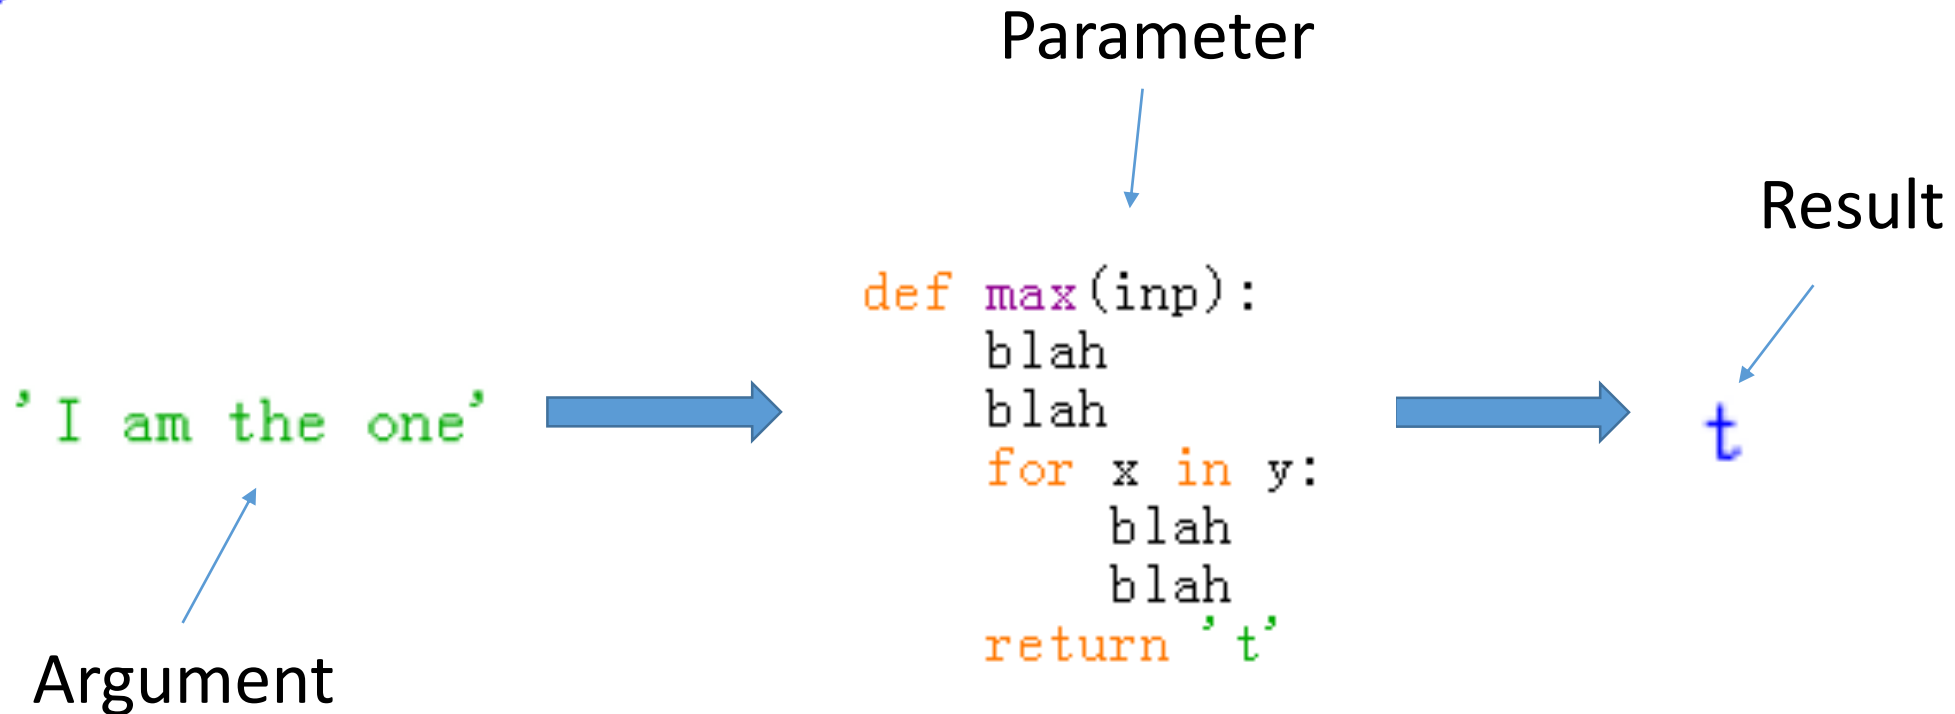 Parameter
Result
def max(inp):
    blah
    blah
    for x in y:
        blah
        blah
    return 't'
'I am the one'
t
Argument